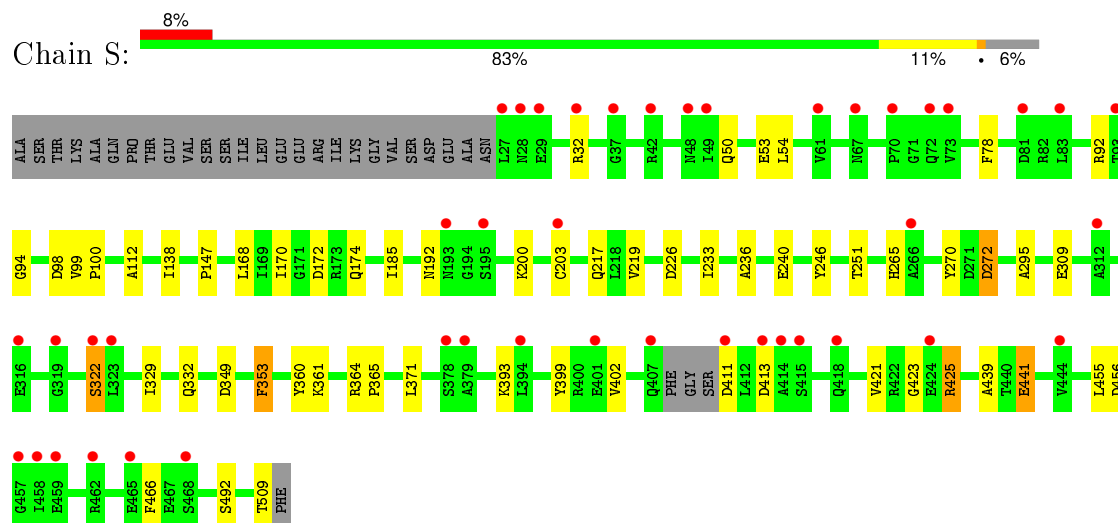 8%
Chain S:
83% 11% • 6%
ALA SER THR LYS ALA GLN PRO THR GLU VAL SER SER ILE LEU GLU GLU ARG ILE LYS GLY VAL SER ASP GLU ALA ASN L27 N28 E29 R32 G37 R42 N48 I49 Q50 E53 L54 V61 N67 P70 G71 Q72 V73 F78 D81 R82 L83 R92 T93
G94 D98 V99 P100 A112 I138 P147 L168 I169 I170 G171 D172 R173 Q174 I185 N192 N193 G194 S195 K200 C203 Q217 L218 V219 D226 I233 A236 E240 Y246 T251 H265 A266 Y270 D271 D272 A295 E309 A312
E316 G319 S322 L323 I329 Q332 D349 F353 Y360 K361 R364 P365 L371 S378 A379 K393 L394 Y399 R400 E401 V402 Q407 PHE GLY SER D411 L412 D413 A414 S415 Q418 V421 R422 G423 E424 R425 A439 T440 E441 V444 L455 D456
G457 I458 E459 R462 E465 F466 E467 S468 S492 T509 PHE